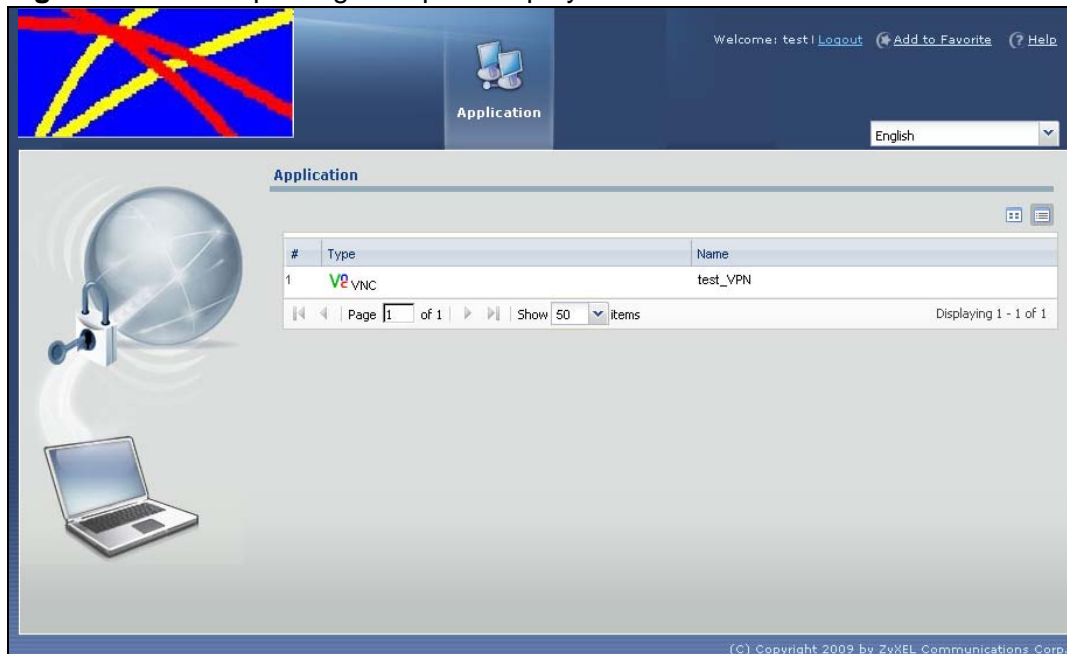 Welcome: test | Logout Add to Favorite ? Help
Application
English
Application
# Type Name
1 VNC test_VPN
Page 1 of 1 Show 50 items Displaying 1 - 1 of 1
(C) Copyright 2009 by ZyXEL Communications Corp.